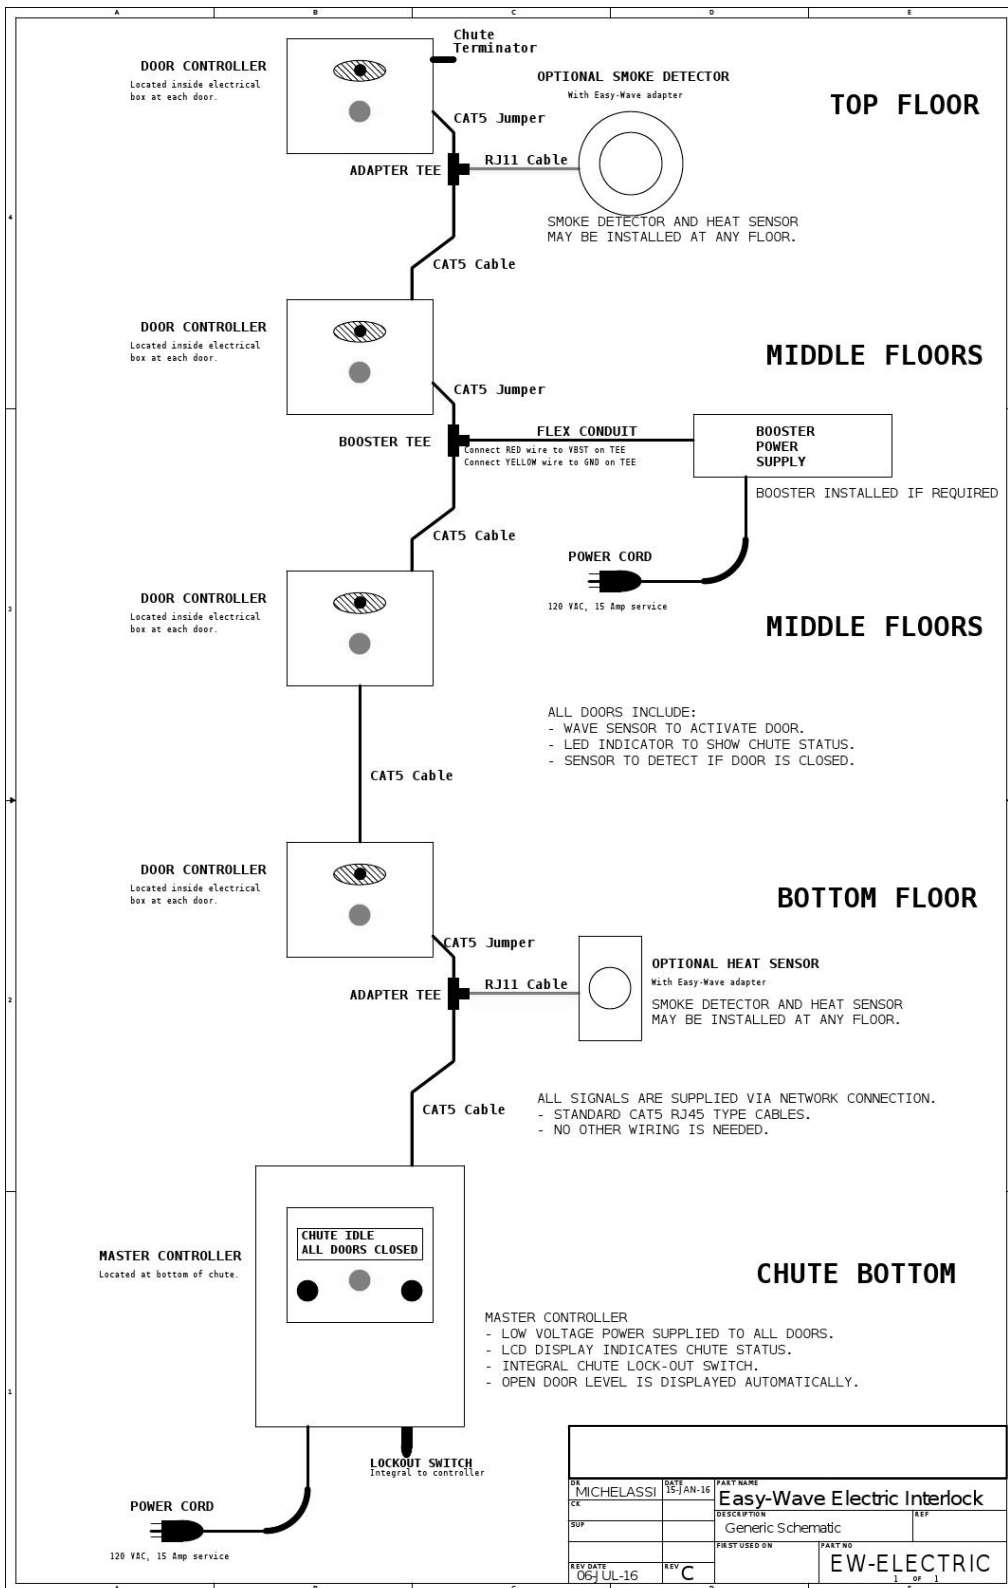 A B C D E
Chute
Terminator
DOOR CONTROLLER
Located inside electrical
box at each door.
OPTIONAL SMOKE DETECTOR
With Easy-Wave adapter
TOP FLOOR
CAT5 Jumper
ADAPTER TEE
RJ11 Cable
4
SMOKE DETECTOR AND HEAT SENSOR
MAY BE INSTALLED AT ANY FLOOR.
CAT5 Cable
DOOR CONTROLLER
Located inside electrical
box at each door.
MIDDLE FLOORS
CAT5 Jumper
BOOSTER TEE
FLEX CONDUIT
Connect RED wire to VBST on TEE
Connect YELLOW wire to GND on TEE
BOOSTER
POWER
SUPPLY
BOOSTER INSTALLED IF REQUIRED
CAT5 Cable
POWER CORD
120 VAC, 15 Amp service
DOOR CONTROLLER
Located inside electrical
box at each door.
3
MIDDLE FLOORS
ALL DOORS INCLUDE:
- WAVE SENSOR TO ACTIVATE DOOR.
- LED INDICATOR TO SHOW CHUTE STATUS.
- SENSOR TO DETECT IF DOOR IS CLOSED.
CAT5 Cable
DOOR CONTROLLER
Located inside electrical
box at each door.
BOTTOM FLOOR
CAT5 Jumper
ADAPTER TEE
RJ11 Cable
2
OPTIONAL HEAT SENSOR
With Easy-Wave adapter
SMOKE DETECTOR AND HEAT SENSOR
MAY BE INSTALLED AT ANY FLOOR.
CAT5 Cable
ALL SIGNALS ARE SUPPLIED VIA NETWORK CONNECTION.
- STANDARD CAT5 RJ45 TYPE CABLES.
- NO OTHER WIRING IS NEEDED.
MASTER CONTROLLER
Located at bottom of chute.
CHUTE IDLE
ALL DOORS CLOSED
CHUTE BOTTOM
MASTER CONTROLLER
- LOW VOLTAGE POWER SUPPLIED TO ALL DOORS.
- LCD DISPLAY INDICATES CHUTE STATUS.
- INTEGRAL CHUTE LOCK-OUT SWITCH.
- OPEN DOOR LEVEL IS DISPLAYED AUTOMATICALLY.
1
LOCKOUT SWITCH
Integral to controller
POWER CORD
120 VAC, 15 Amp service
DR
MICHELASSI
DATE
15-JAN-16
PART NAME
Easy-Wave Electric Interlock
CK
SUP
DESCRIPTION
Generic Schematic
REF
FIRST USED ON
PART NO
EW-ELECTRIC
REV DATE
06-JUL-16
REV
C
1 OF 1
A B C D E